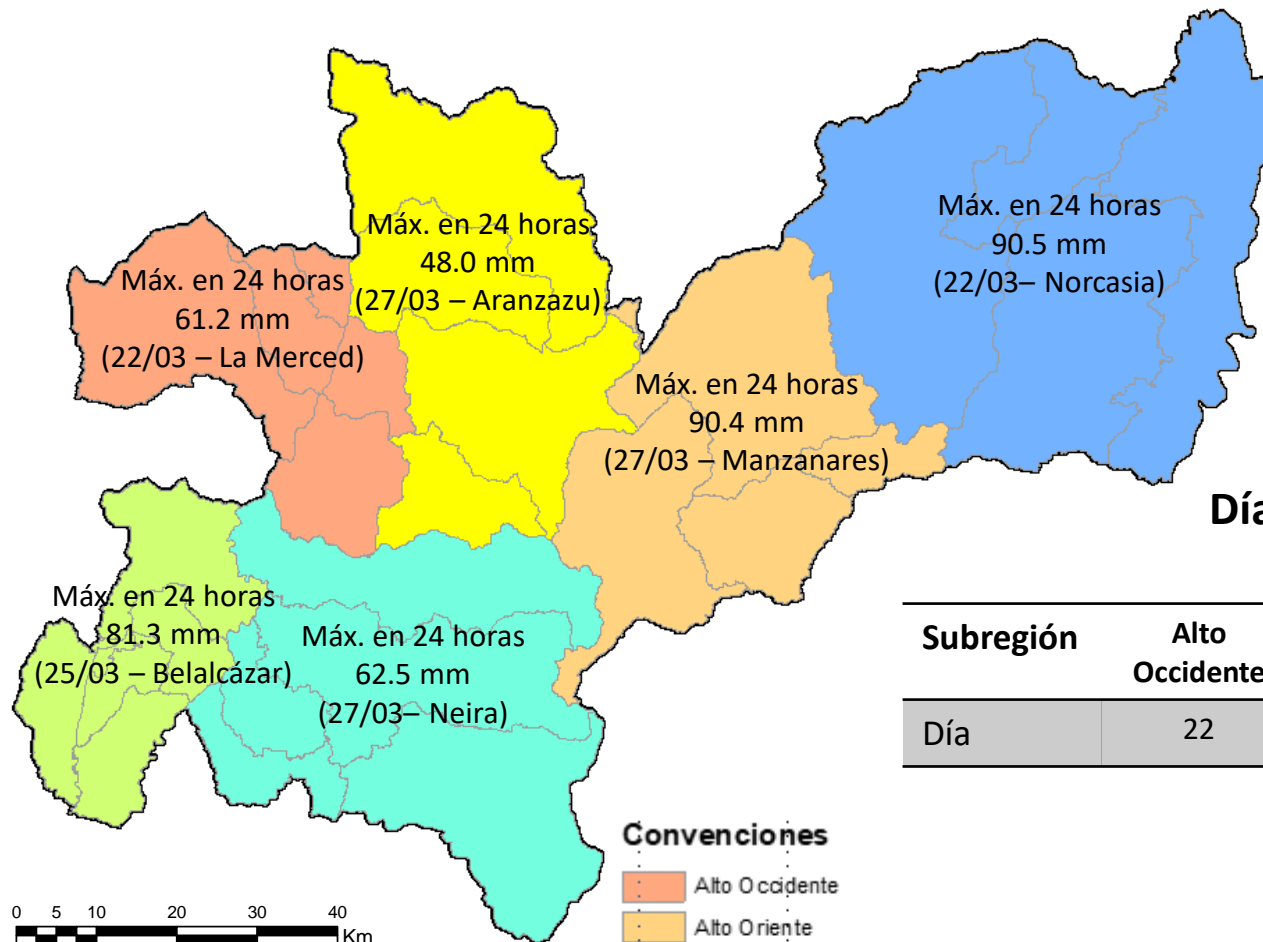 Máx. en 24 horas
48.0 mm
(27/03 – Aranzazu)
Máx. en 24 horas
90.5 mm
(22/03– Norcasia)
Máx. en 24 horas
61.2 mm
(22/03 – La Merced)
Máx. en 24 horas
90.4 mm
(27/03 – Manzanares)
Máx. en 24 horas
81.3 mm
(25/03 – Belalcázar)
Máx. en 24 horas
62.5 mm
(27/03– Neira)
Día
Subregión
Alto
Occidente
Día
22
Convenciones
Alto Occidente
Alto Oriente
0 5 10 20 30 40
Km